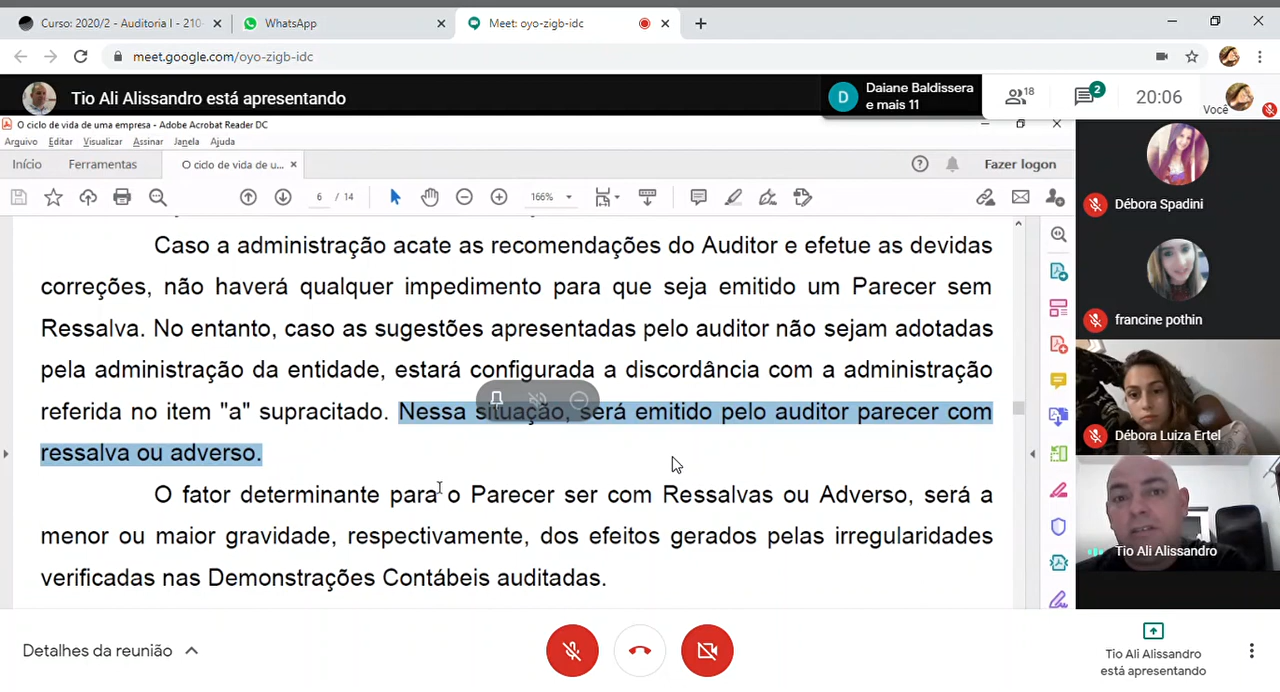 Curso: 2020/2 - Auditoria I - 210
WhatsApp
Meet: oyo-zigb-idc
meet.google.com/oyo-zigb-idc
Tio Ali Alissandro está apresentando
D
Daiane Baldissera
e mais 11
18
2
20:06
Você
O ciclo de vida de uma empresa - Adobe Acrobat Reader DC
Arquivo Editar Visualizar Assinar Janela Ajuda
Início
Ferramentas
O ciclo de vida de u...
Fazer logon
6 / 14
166%
Caso a administração acate as recomendações do Auditor e efetue as devidas
correções, não haverá qualquer impedimento para que seja emitido um Parecer sem
Ressalva. No entanto, caso as sugestões apresentadas pelo auditor não sejam adotadas
pela administração da entidade, estará configurada a discordância com a administração
referida no item "a" supracitado. Nessa situação, será emitido pelo auditor parecer com
ressalva ou adverso.
O fator determinante para o Parecer ser com Ressalvas ou Adverso, será a
menor ou maior gravidade, respectivamente, dos efeitos gerados pelas irregularidades
verificadas nas Demonstrações Contábeis auditadas.
Débora Spadini
francine pothin
Débora Luiza Ertel
Tio Ali Alissandro
Detalhes da reunião
Tio Ali Alissandro
está apresentando